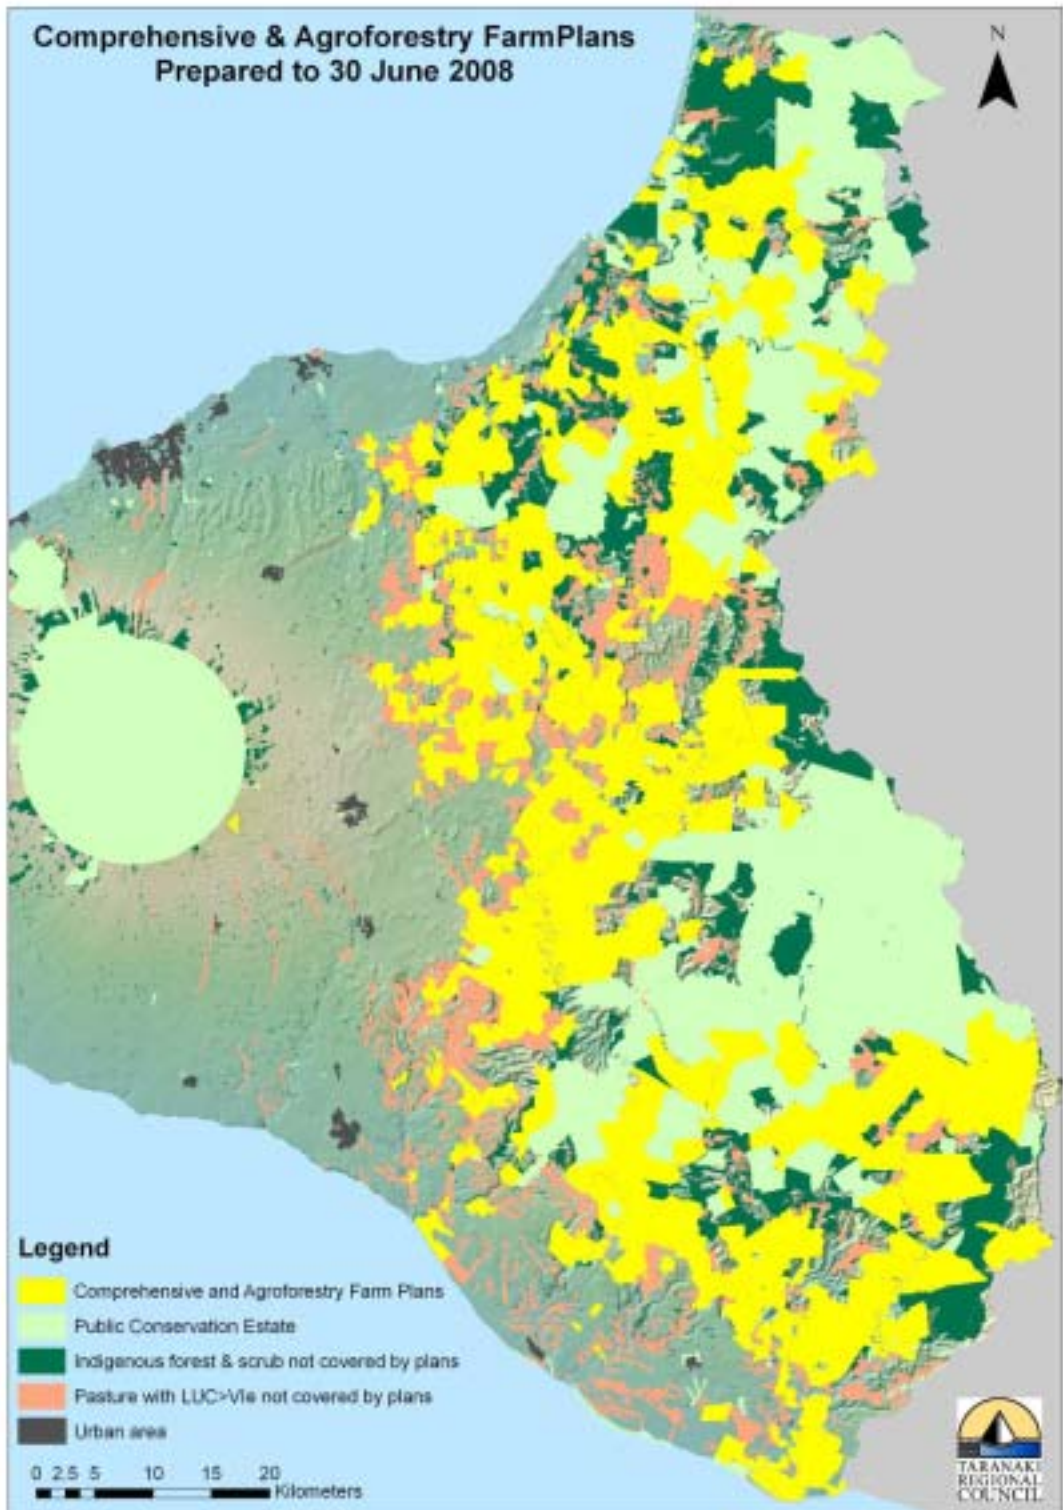 Comprehensive & Agroforestry FarmPlans
Prepared to 30 June 2008
N
Legend
Comprehensive and Agroforestry Farm Plans
Public Conservation Estate
Indigenous forest & scrub not covered by plans
Pasture with LUC>VIe not covered by plans
Urban area
0 2.5 5 10 15 20
Kilometers
TARANAKI
REGIONAL
COUNCIL